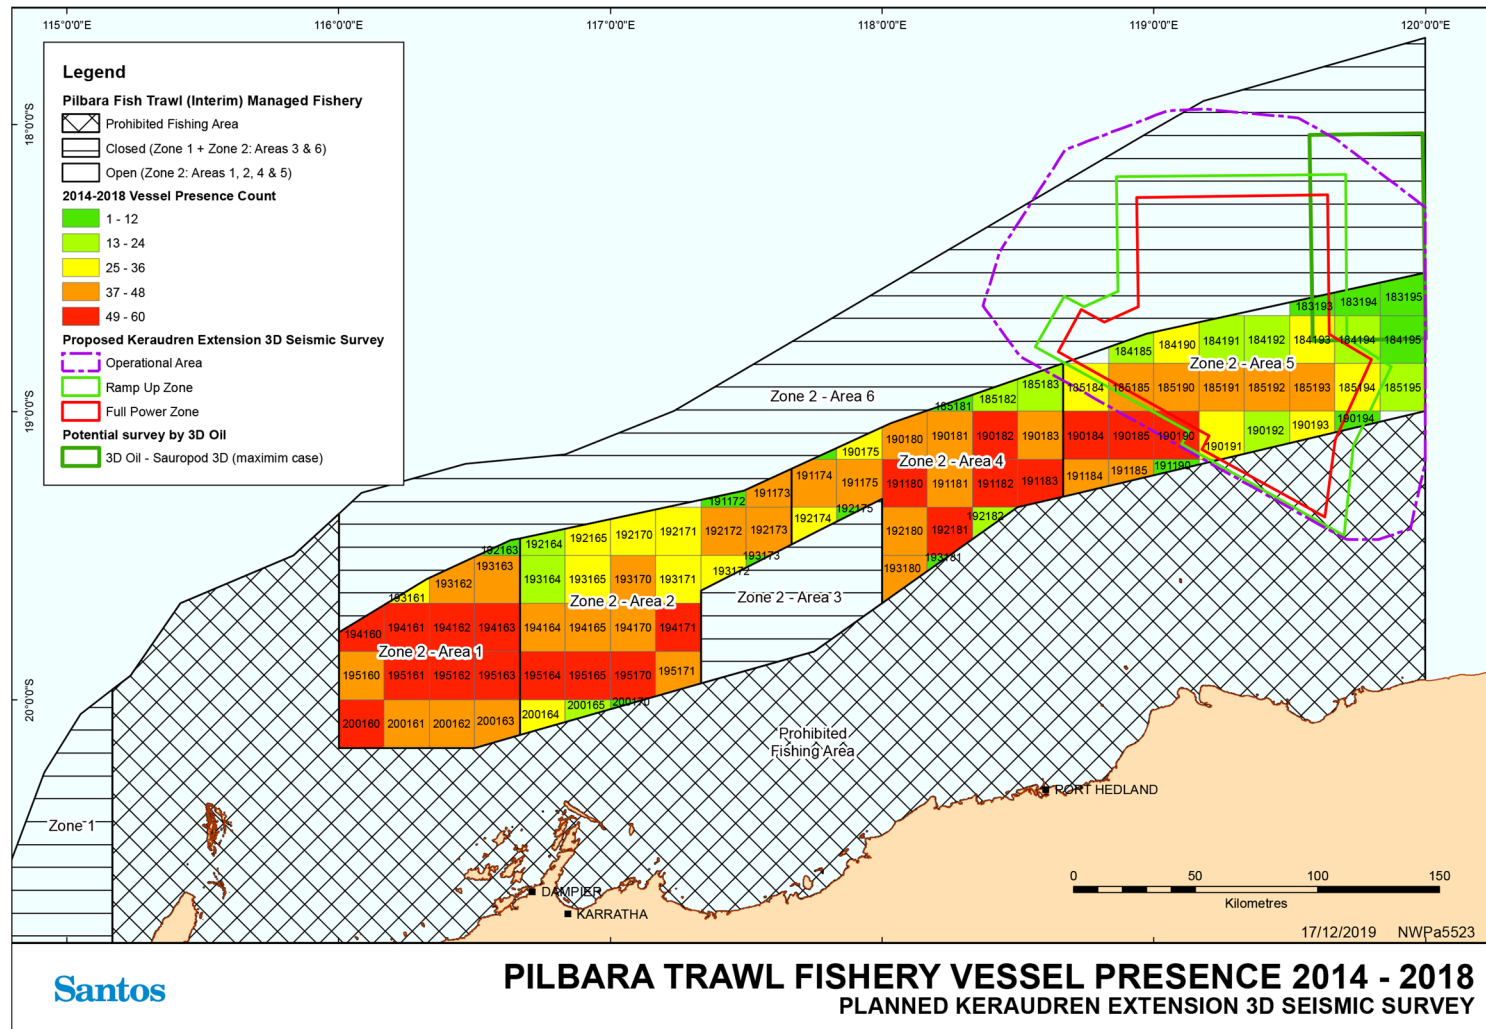 115°0'0"E
116°0'0"E
117°0'0"E
118°0'0"E
119°0'0"E
120°0'0"E
18°0'0"S
19°0'0"S
20°0'0"S
Legend
Pilbara Fish Trawl (Interim) Managed Fishery
Prohibited Fishing Area
Closed (Zone 1 + Zone 2: Areas 3 & 6)
Open (Zone 2: Areas 1, 2, 4 & 5)
2014-2018 Vessel Presence Count
1 - 12
13 - 24
25 - 36
37 - 48
49 - 60
Proposed Keraudren Extension 3D Seismic Survey
Operational Area
Ramp Up Zone
Full Power Zone
Potential survey by 3D Oil
3D Oil - Sauropod 3D (maximim case)
183193 183194 183195
184185 184190 184191 184192 184193 184194 184195
Zone 2 - Area 5
185181 185182 185183 185184 185185 185190 185191 185192 185193 185194 185195
Zone 2 - Area 6
190175 190180 190181 190182 190183 190184 190185 190190 190191 190192 190193 190194
Zone 2 - Area 4
191172 191173 191174 191175 191180 191181 191182 191183 191184 191185 191190
192163 192164 192165 192170 192171 192172 192173 192174 192175 192180 192181 192182
193161 193162 193163 193164 193165 193170 193171 193172 193173 193180 193181
Zone 2 - Area 2
Zone 2 - Area 3
194160 194161 194162 194163 194164 194165 194170 194171
Zone 2 - Area 1
195160 195161 195162 195163 195164 195165 195170 195171
200160 200161 200162 200163 200164 200165 200170
Prohibited
Fishing Area
Zone 1
PORT HEDLAND
DAMPIER
KARRATHA
0 50 100 150
Kilometres
17/12/2019 NWPa5523
Santos
PILBARA TRAWL FISHERY VESSEL PRESENCE 2014 - 2018
PLANNED KERAUDREN EXTENSION 3D SEISMIC SURVEY